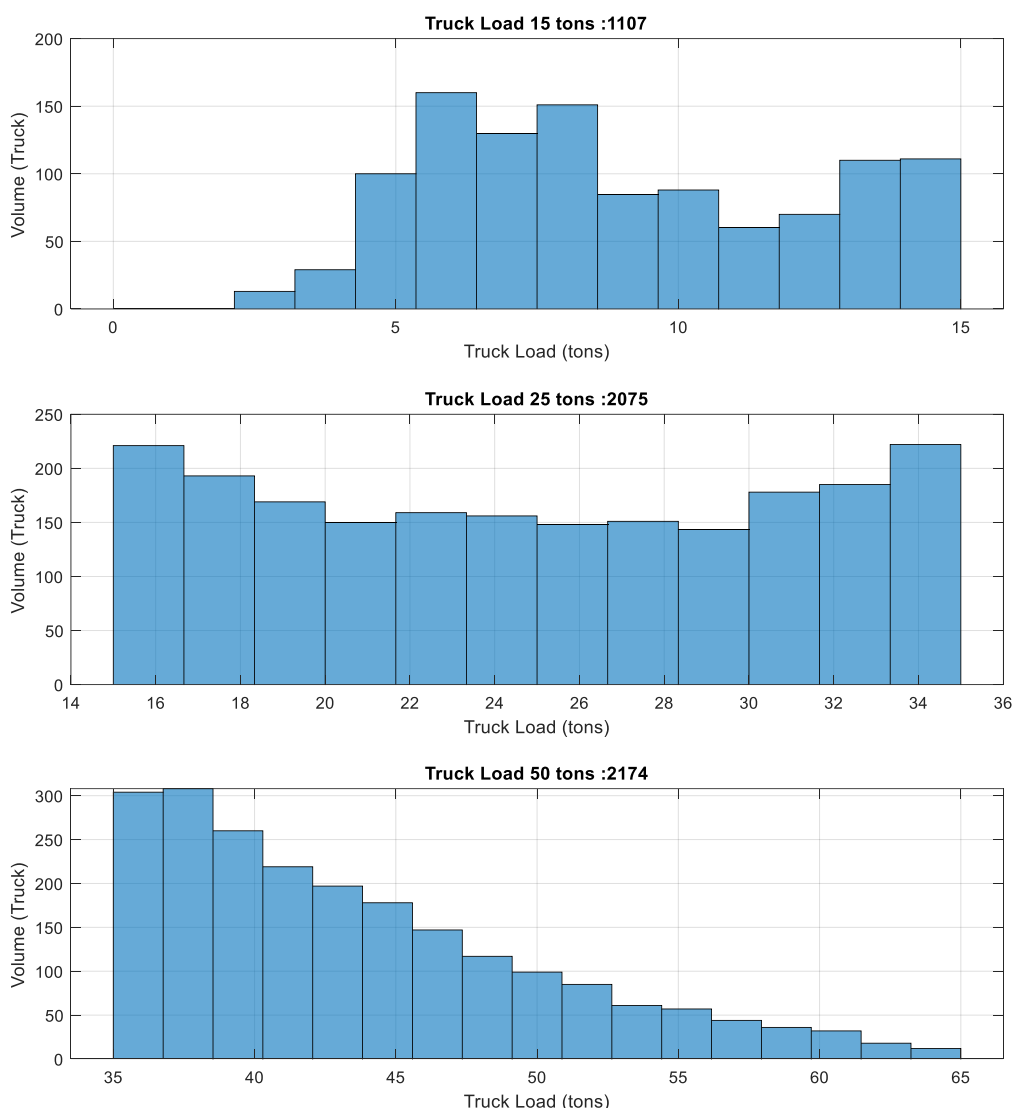 Truck Load 15 tons :1107
200
150
100
50
0
Volume (Truck)
0 5 10 15
Truck Load (tons)
Truck Load 25 tons :2075
250
200
150
100
50
0
Volume (Truck)
14 16 18 20 22 24 26 28 30 32 34 36
Truck Load (tons)
Truck Load 50 tons :2174
300
250
200
150
100
50
0
Volume (Truck)
35 40 45 50 55 60 65
Truck Load (tons)